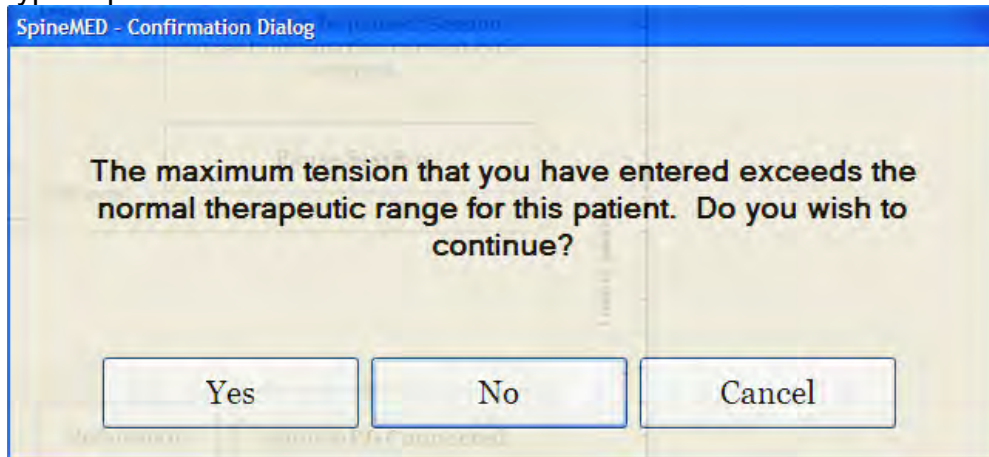 SpineMED - Confirmation Dialog
The maximum tension that you have entered exceeds the
normal therapeutic range for this patient.  Do you wish to
continue?
Yes No Cancel